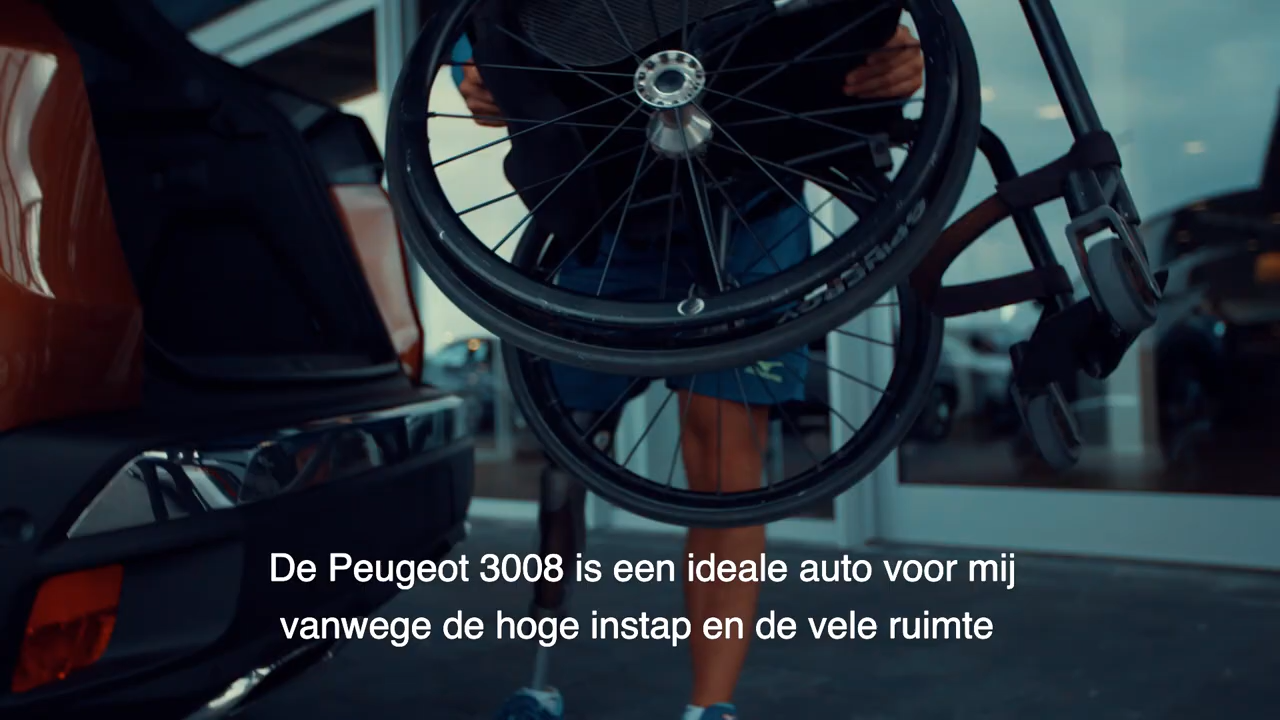 De Peugeot 3008 is een ideale auto voor mij
vanwege de hoge instap en de vele ruimte